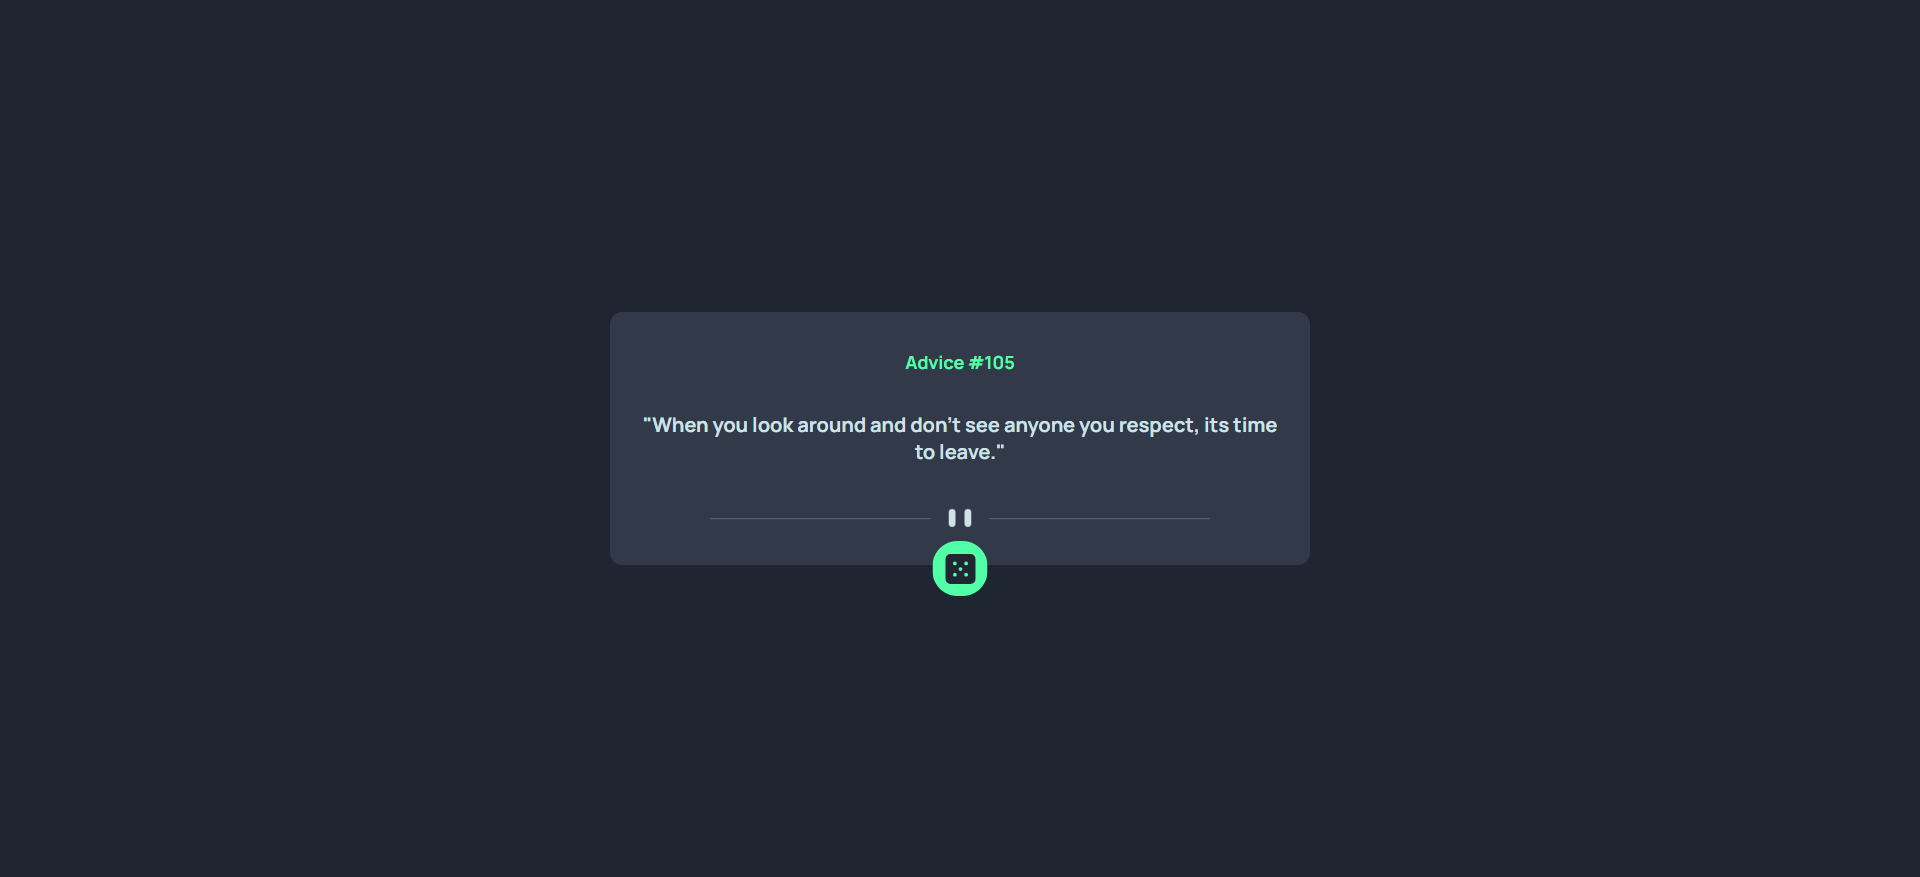 Advice #105
"When you look around and don't see anyone you respect, its time
to leave."